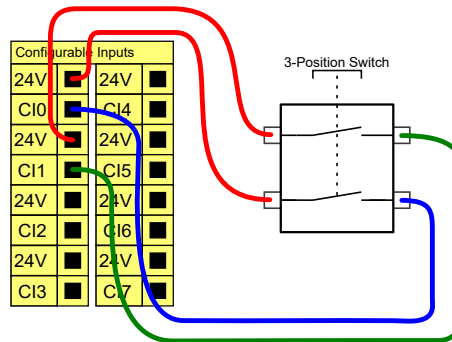 Configurable Inputs
3-Position Switch
24V 24V
CI0 CI4
24V 24V
CI1 CI5
24V 24V
CI2 CI6
24V 24V
CI3 CI7